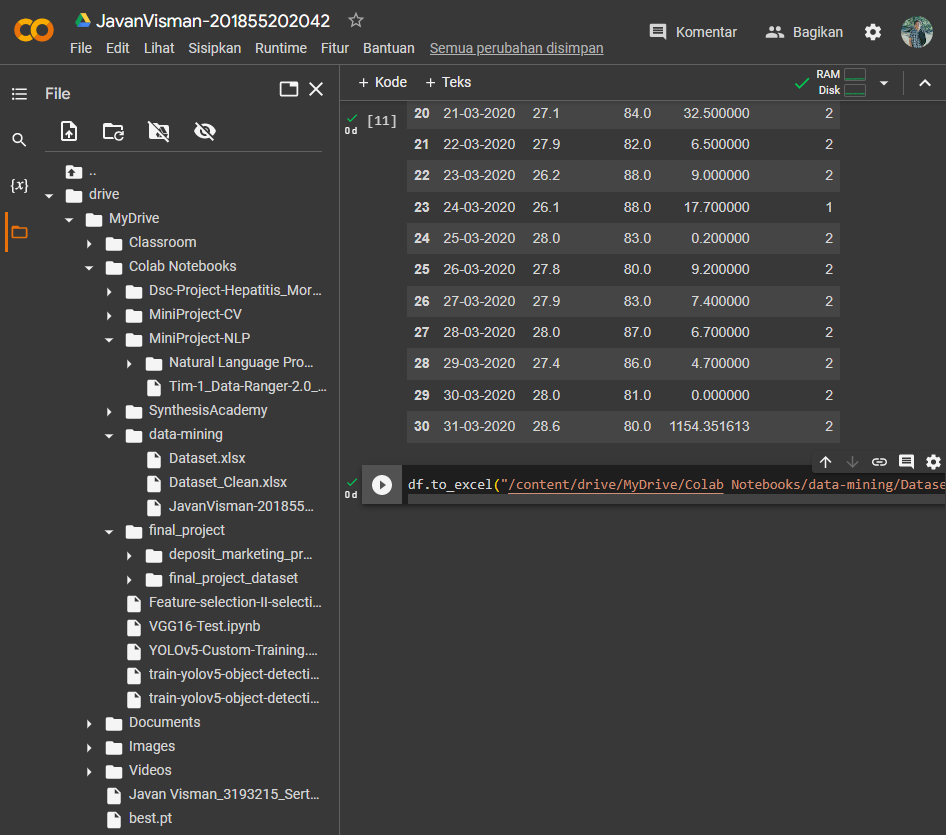 JavanVisman-201855202042
File Edit Lihat Sisipkan Runtime Fitur Bantuan Semua perubahan disimpan
Komentar
Bagikan
File
+ Kode + Teks
RAM
Disk
{x}
..
drive
MyDrive
Classroom
Colab Notebooks
Dsc-Project-Hepatitis_Mor...
MiniProject-CV
MiniProject-NLP
Natural Language Pro...
Tim-1_Data-Ranger-2.0_...
SynthesisAcademy
data-mining
Dataset.xlsx
Dataset_Clean.xlsx
JavanVisman-201855...
final_project
deposit_marketing_pr...
final_project_dataset
Feature-selection-II-selecti...
VGG16-Test.ipynb
YOLOv5-Custom-Training....
train-yolov5-object-detecti...
train-yolov5-object-detecti...
Documents
Images
Videos
Javan Visman_3193215_Sert...
best.pt
0 d
[11]
20 21-03-2020 27.1 84.0 32.500000 2
21 22-03-2020 27.9 82.0 6.500000 2
22 23-03-2020 26.2 88.0 9.000000 2
23 24-03-2020 26.1 88.0 17.700000 1
24 25-03-2020 28.0 83.0 0.200000 2
25 26-03-2020 27.8 80.0 9.200000 2
26 27-03-2020 27.9 83.0 7.400000 2
27 28-03-2020 28.0 87.0 6.700000 2
28 29-03-2020 27.4 86.0 4.700000 2
29 30-03-2020 28.0 81.0 0.000000 2
30 31-03-2020 28.6 80.0 1154.351613 2
0 d
df.to_excel("/content/drive/MyDrive/Colab Notebooks/data-mining/Datase